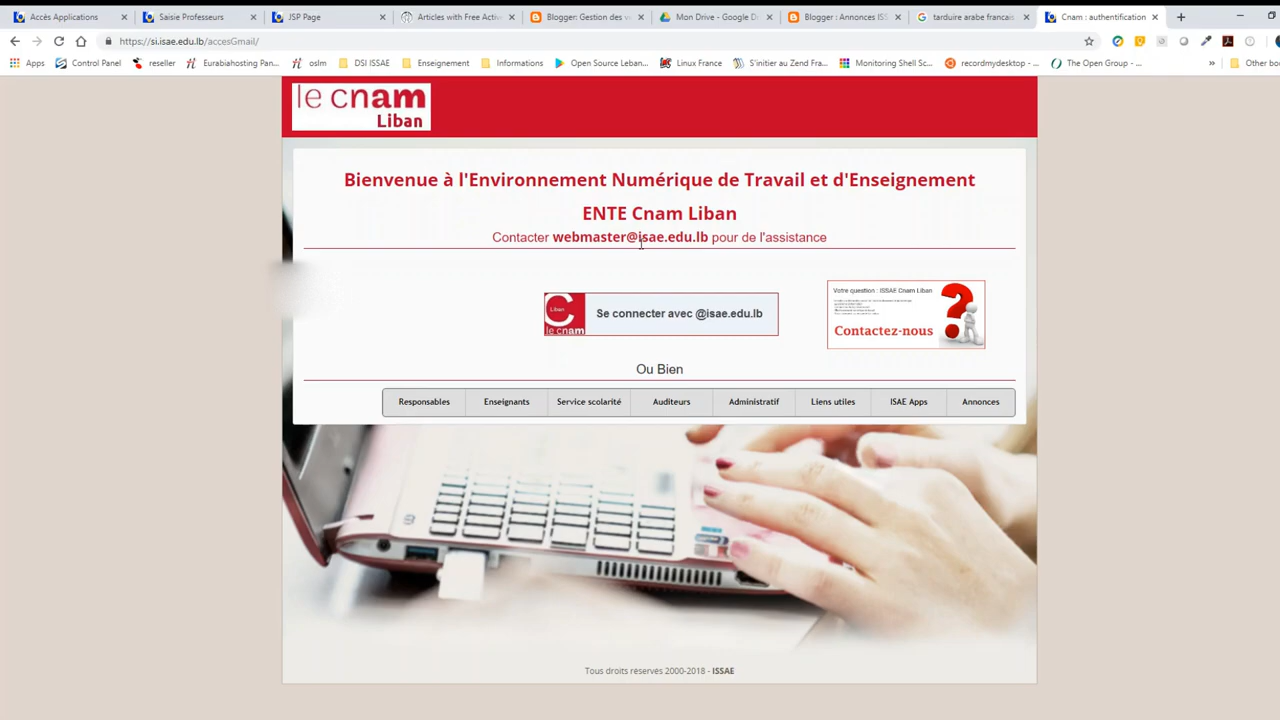 Accès Applications
Saisie Professeurs
JSP Page
Articles with Free Activ
Blogger: Gestion des v
Mon Drive - Google D
Blogger : Annonces ISS
tarduire arabe francais
Cnam : authentification
https://si.isae.edu.lb/accesGmail/
Apps
Control Panel
reseller
Eurabiahosting Pan...
oslm
DSI ISSAE
Enseignement
Informations
Open Source Leban...
Linux France
S'initier au Zend Fra...
Monitoring Shell Sc...
recordmydesktop - ...
The Open Group - ...
»
Other bo
le cnam
Liban
Bienvenue à l'Environnement Numérique de Travail et d'Enseignement
ENTE Cnam Liban
Contacter webmaster@isae.edu.lb pour de l'assistance
Liban
le cnam
Se connecter avec @isae.edu.lb
Votre question : ISSAE Cnam Liban
Contactez-nous
Ou Bien
Responsables
Enseignants
Service scolarité
Auditeurs
Administratif
Liens utiles
ISAE Apps
Annonces
Tous droits réservés 2000-2018 - ISSAE